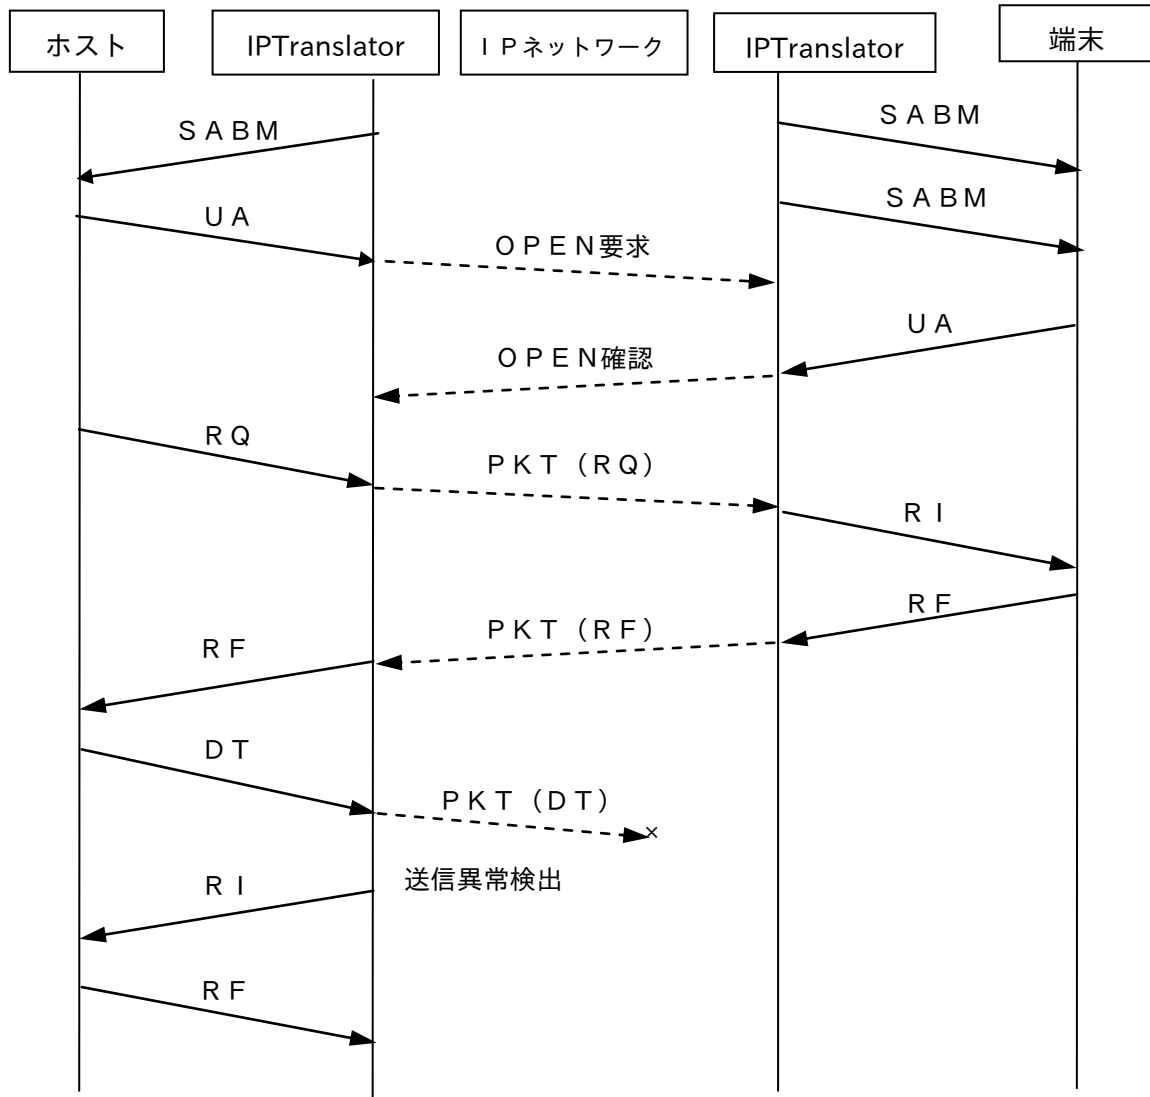 ホスト
IPTranslator
ＩＰネットワーク
IPTranslator
端末
ＳＡＢＭ
ＳＡＢＭ
ＳＡＢＭ
ＵＡ
ＯＰＥＮ要求
ＵＡ
ＯＰＥＮ確認
ＲＱ
ＰＫＴ（ＲＱ）
ＲＩ
ＲＦ
ＰＫＴ（ＲＦ）
ＲＦ
ＤＴ
ＰＫＴ（ＤＴ）
×
送信異常検出
ＲＩ
ＲＦ